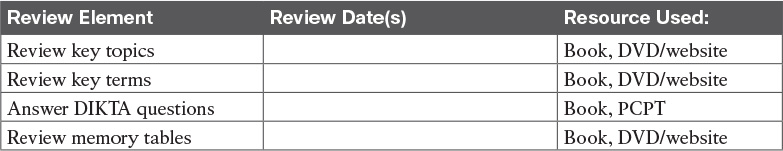 Review Element Review Date(s) Resource Used:
Review key topics Book, DVD/website
Review key terms Book, DVD/website
Answer DIKTA questions Book, PCPT
Review memory tables Book, DVD/website